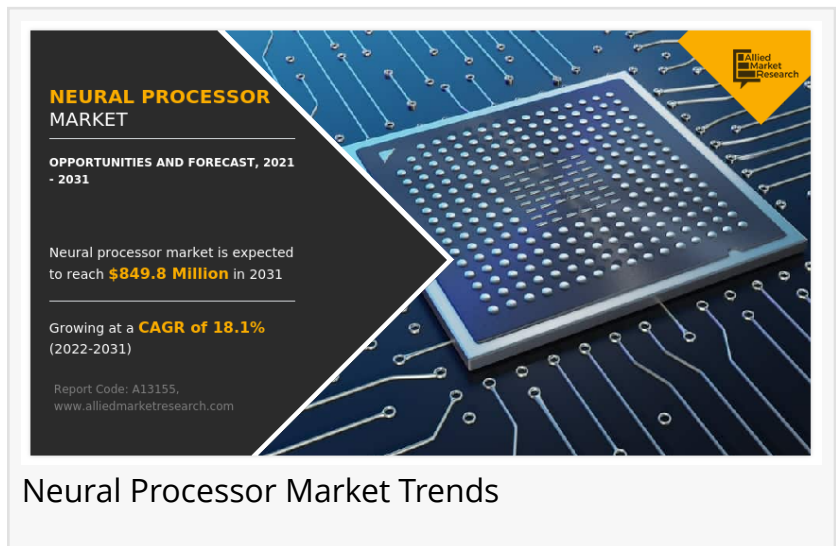 NEURAL PROCESSOR
MARKET
OPPORTUNITIES AND FORECAST, 2021
- 2031
Neural processor market is expected
to reach $849.8 Million in 2031
Growing at a CAGR of 18.1%
(2022-2031)
Report Code: A13155,
www.alliedmarketresearch.com
Allied
Market
Research
Neural Processor Market Trends